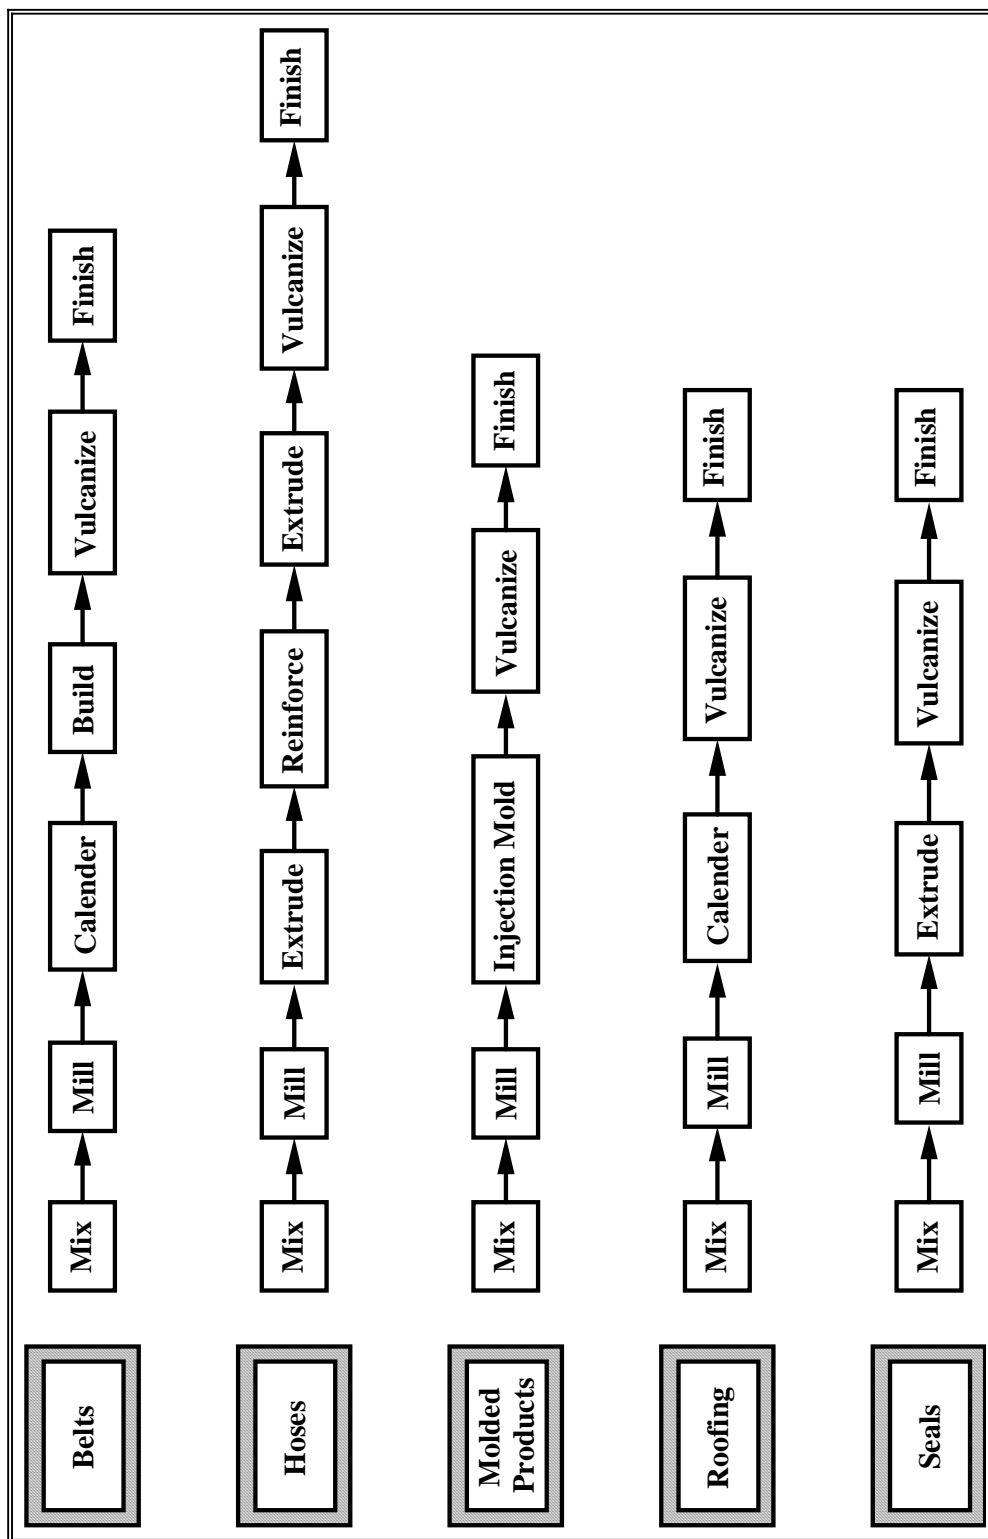 Belts
Mix
Mill
Calender
Build
Vulcanize
Finish
Hoses
Mix
Mill
Extrude
Reinforce
Extrude
Vulcanize
Finish
Molded
Products
Mix
Mill
Injection Mold
Vulcanize
Finish
Roofing
Mix
Mill
Calender
Vulcanize
Finish
Seals
Mix
Mill
Extrude
Vulcanize
Finish